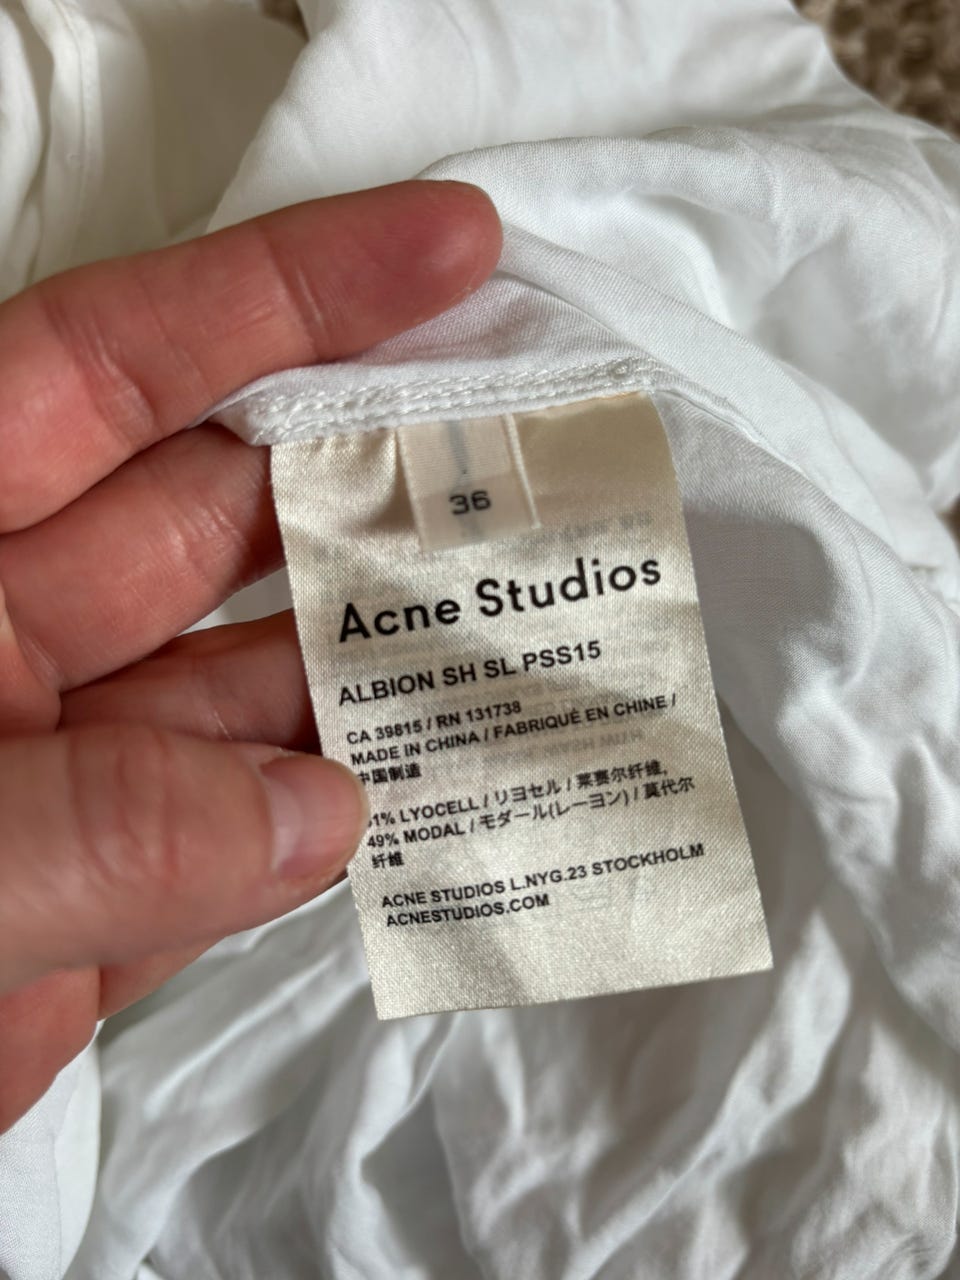 36
Acne Studios
ALBION SH SL PSS15
CA 39815 / RN 131738
MADE IN CHINA / FABRIQUÉ EN CHINE /
中国制造
51% LYOCELL / リヨセル / 莱赛尔纤维,
49% MODAL / モダール(レーヨン) / 莫代尔
纤维
ACNE STUDIOS L.NYG.23 STOCKHOLM
ACNESTUDIOS.COM